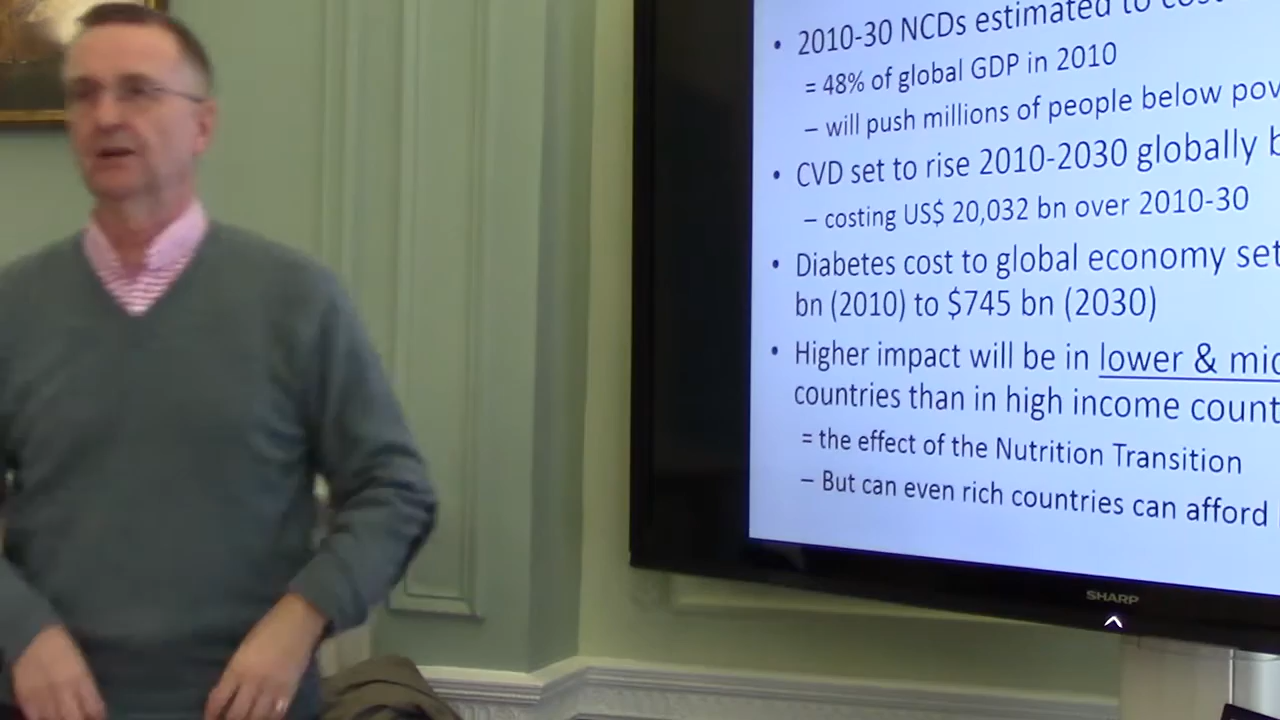 • 2010-30 NCDs estimated to cost
= 48% of global GDP in 2010
– will push millions of people below
• CVD set to rise 2010-2030 globally
– costing US$ 20,032 bn over 2010-30
• Diabetes cost to global economy set
bn (2010) to $745 bn (2030)
• Higher impact will be in lower &
countries than in high income
= the effect of the Nutrition Transition
– But can even rich countries can afford
SHARP